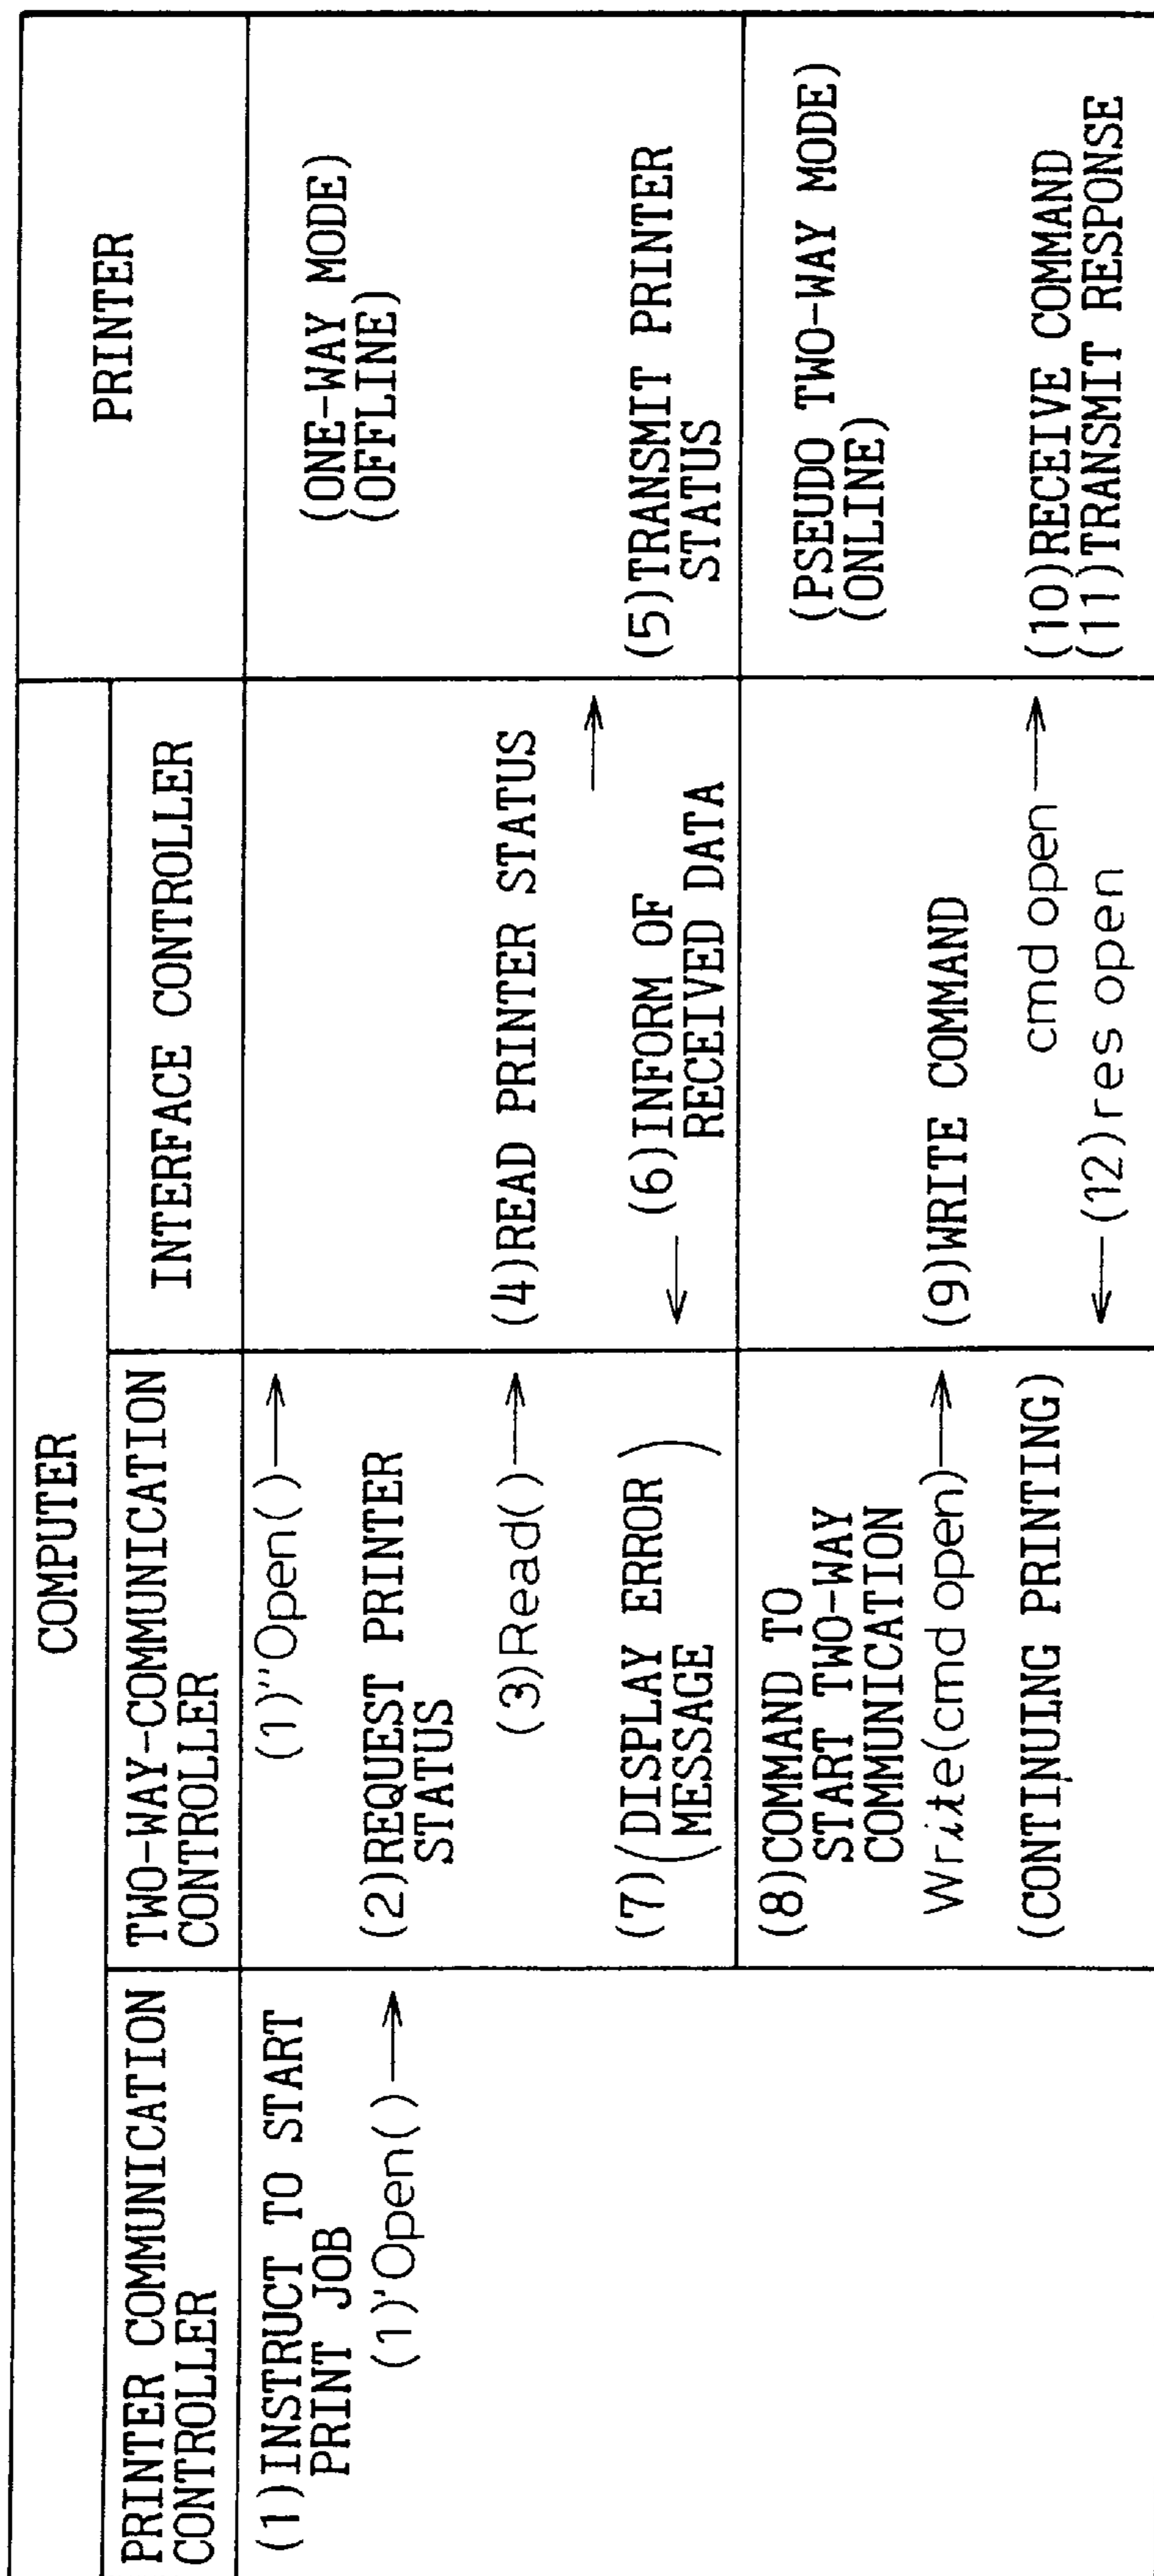 COMPUTER
PRINTER
PRINTER COMMUNICATION
CONTROLLER
TWO-WAY-COMMUNICATION
CONTROLLER
INTERFACE CONTROLLER
(1)INSTRUCT TO START
PRINT JOB
(1)'Open()→
(1)"Open()→
(2)REQUEST PRINTER
STATUS
(3)Read()→
(4)READ PRINTER STATUS
→
(ONE-WAY MODE)
(OFFLINE)
(5)TRANSMIT PRINTER
STATUS
←(6)INFORM OF
RECEIVED DATA
(7)(DISPLAY ERROR
MESSAGE)
(8)COMMAND TO
START TWO-WAY
COMMUNICATION
Write(cmd open)→
(CONTINUING PRINTING)
(9)WRITE COMMAND
cmd open→
←(12)res open
(PSEUDO TWO-WAY MODE)
(ONLINE)
(10)RECEIVE COMMAND
(11)TRANSMIT RESPONSE